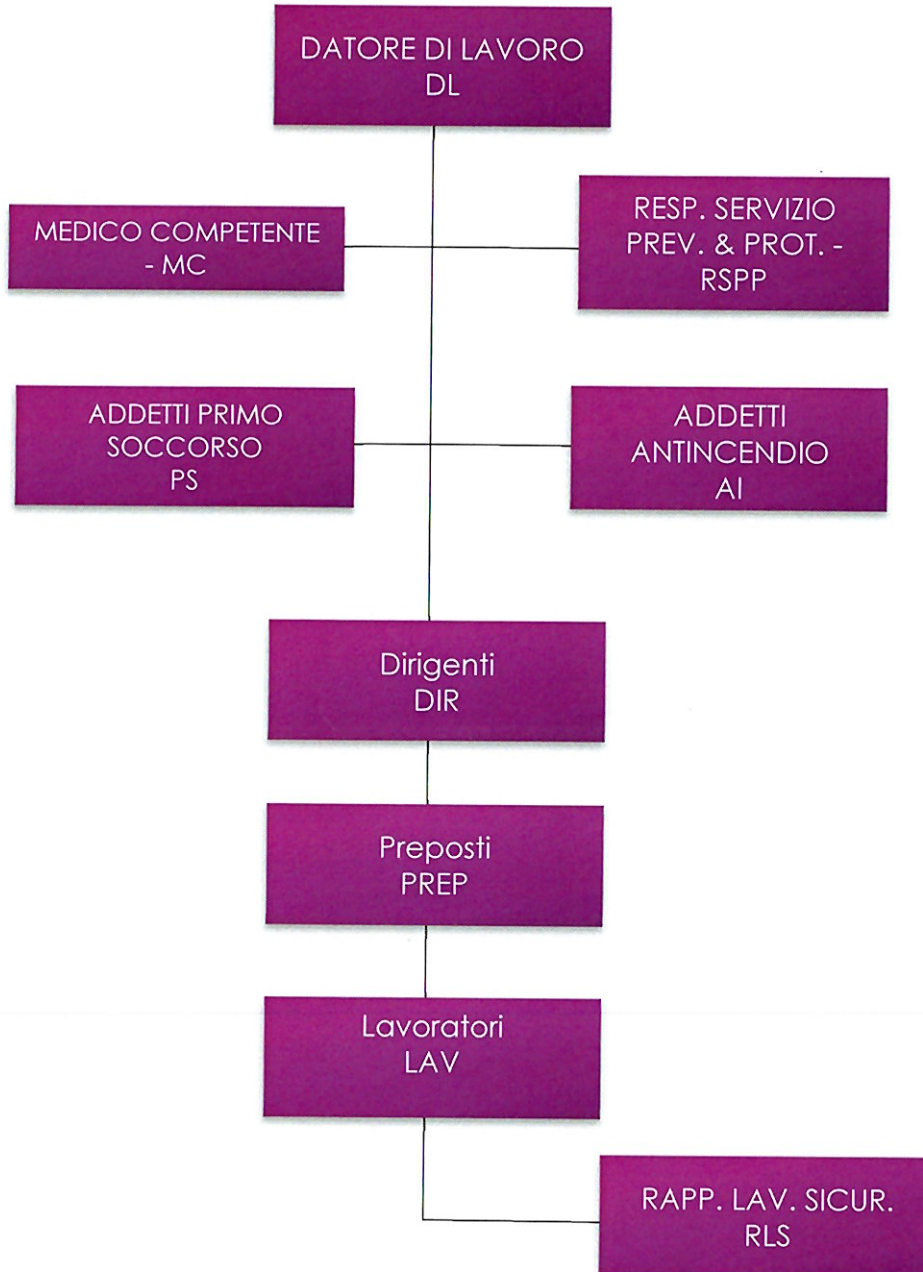 DATORE DI LAVORO
DL
MEDICO COMPETENTE
- MC
RESP. SERVIZIO
PREV. & PROT. -
RSPP
ADDETTI PRIMO
SOCCORSO
PS
ADDETTI
ANTINCENDIO
AI
Dirigenti
DIR
Preposti
PREP
Lavoratori
LAV
RAPP. LAV. SICUR.
RLS